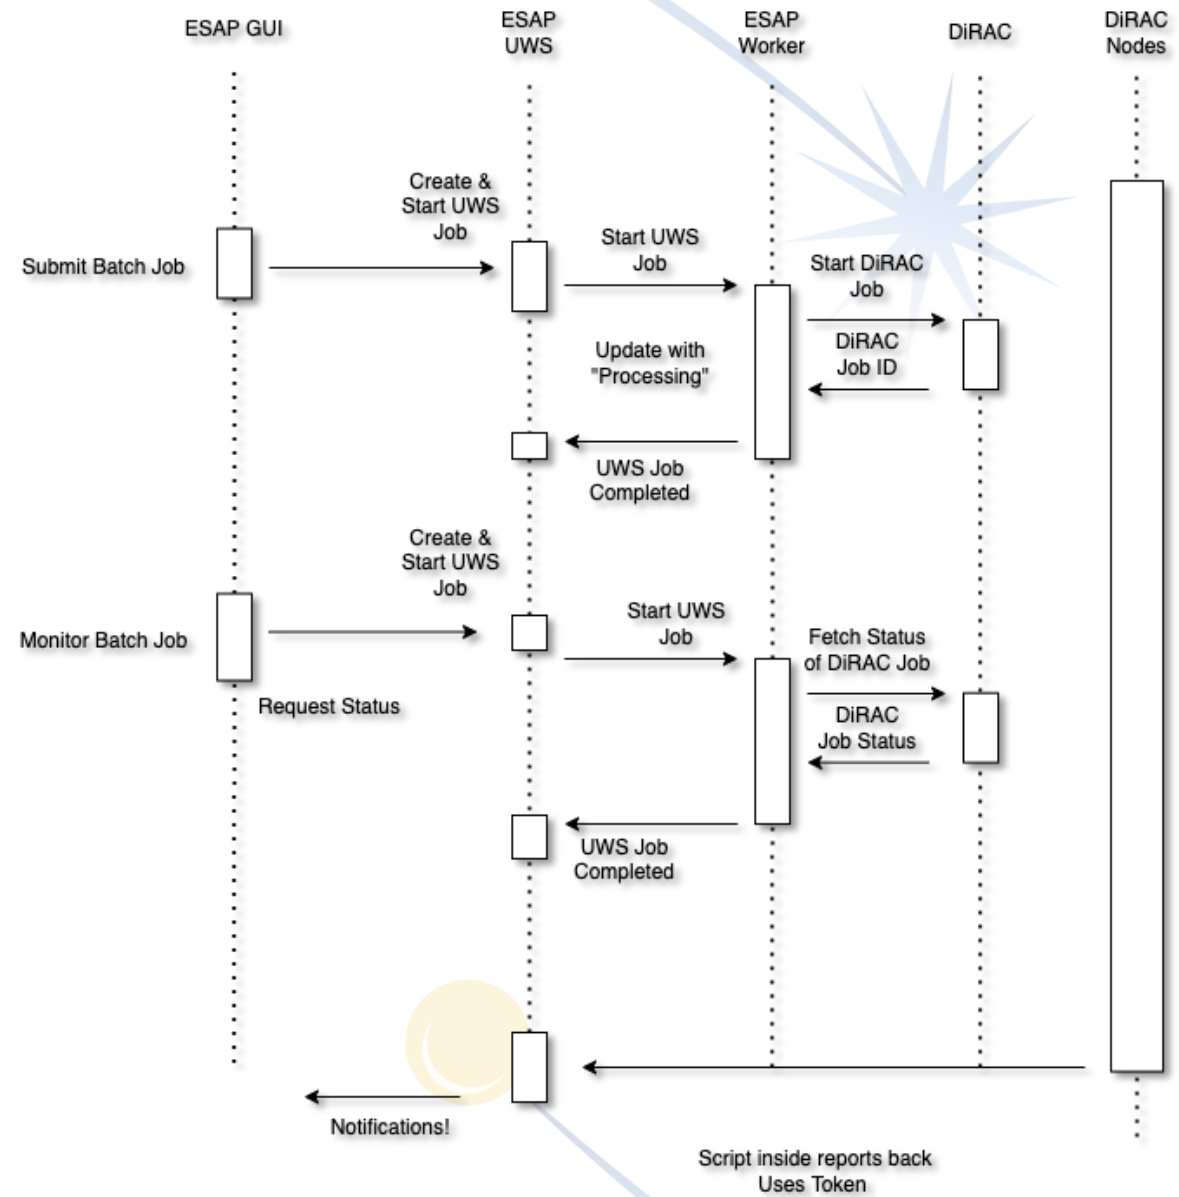 ESAP GUI
ESAP
UWS
ESAP
Worker
DiRAC
DiRAC
Nodes
Create &
Start UWS
Job
Submit Batch Job
Start UWS
Job
Start DiRAC
Job
DiRAC
Job ID
Update with
"Processing"
UWS Job
Completed
Create &
Start UWS
Job
Monitor Batch Job
Request Status
Start UWS
Job
Fetch Status
of DiRAC Job
DiRAC
Job Status
UWS Job
Completed
Notifications!
Script inside reports back
Uses Token